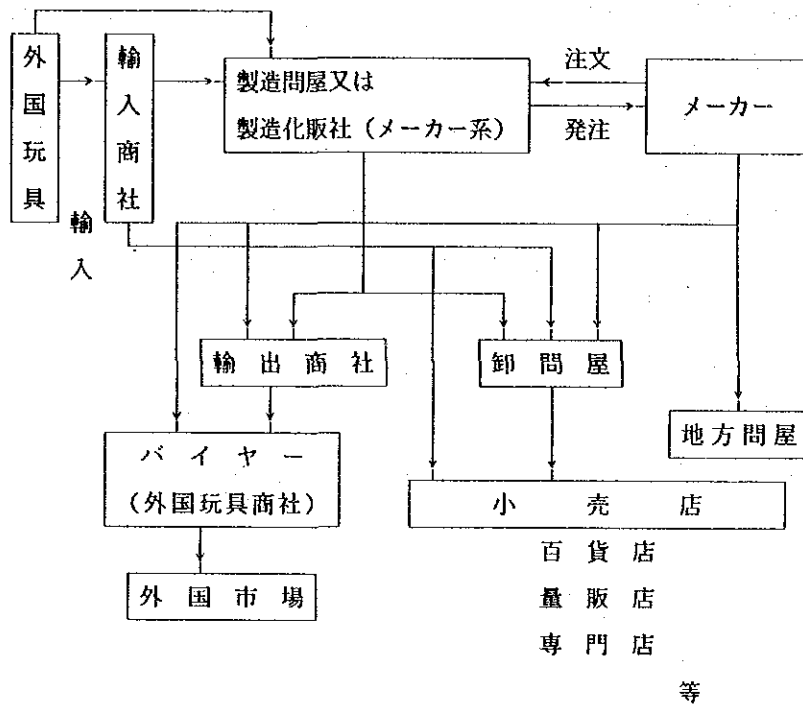 外国玩具
輸入商社
輸入
製造問屋又は
製造化販社（メーカー系）
注文
発注
メーカー
輸出商社
卸問屋
地方問屋
バイヤー
（外国玩具商社）
小売店
外国市場
百貨店
量販店
専門店
等